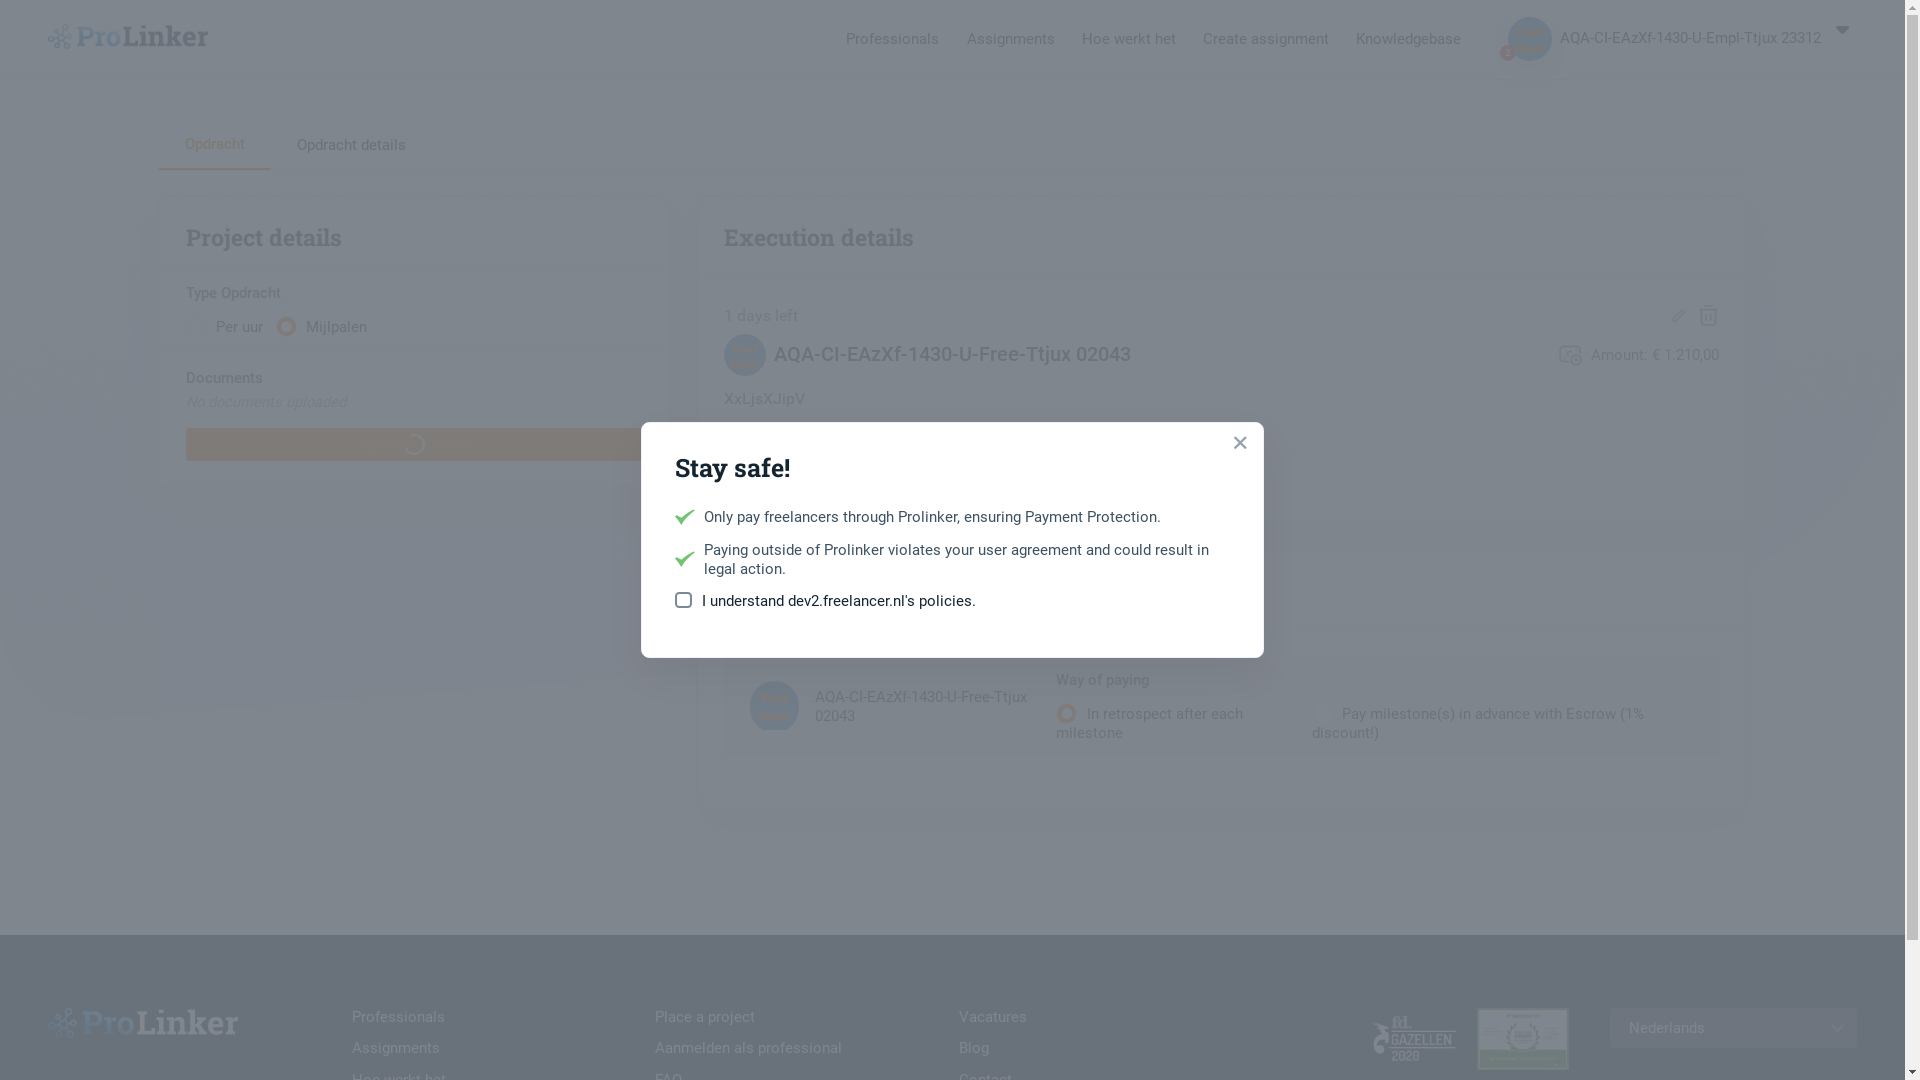 ProLinker
Professionals
Assignments
Hoe werkt het
Create assignment
Knowledgebase
2
AQA-CI-EAzXf-1430-U-Empl-Ttjux 23312
Opdracht
Opdracht details
Project details
Type Opdracht
Per uur
Mijlpalen
Documents
No documents uploaded
Execution details
1 days left
AQA-CI-EAzXf-1430-U-Free-Ttjux 02043
Amount: € 1.210,00
XxLjsXJipV
Stay safe!
Only pay freelancers through Prolinker, ensuring Payment Protection.
Paying outside of Prolinker violates your user agreement and could result in
legal action.
I understand dev2.freelancer.nl's policies.
AQA-CI-EAzXf-1430-U-Free-Ttjux
02043
Way of paying
In retrospect after each
milestone
Pay milestone(s) in advance with Escrow (1%
discount!)
ProLinker
Professionals
Assignments
Hoe werkt het
Place a project
Aanmelden als professional
FAQ
Vacatures
Blog
Contact
fd.
GAZELLEN
2020
Nederlands